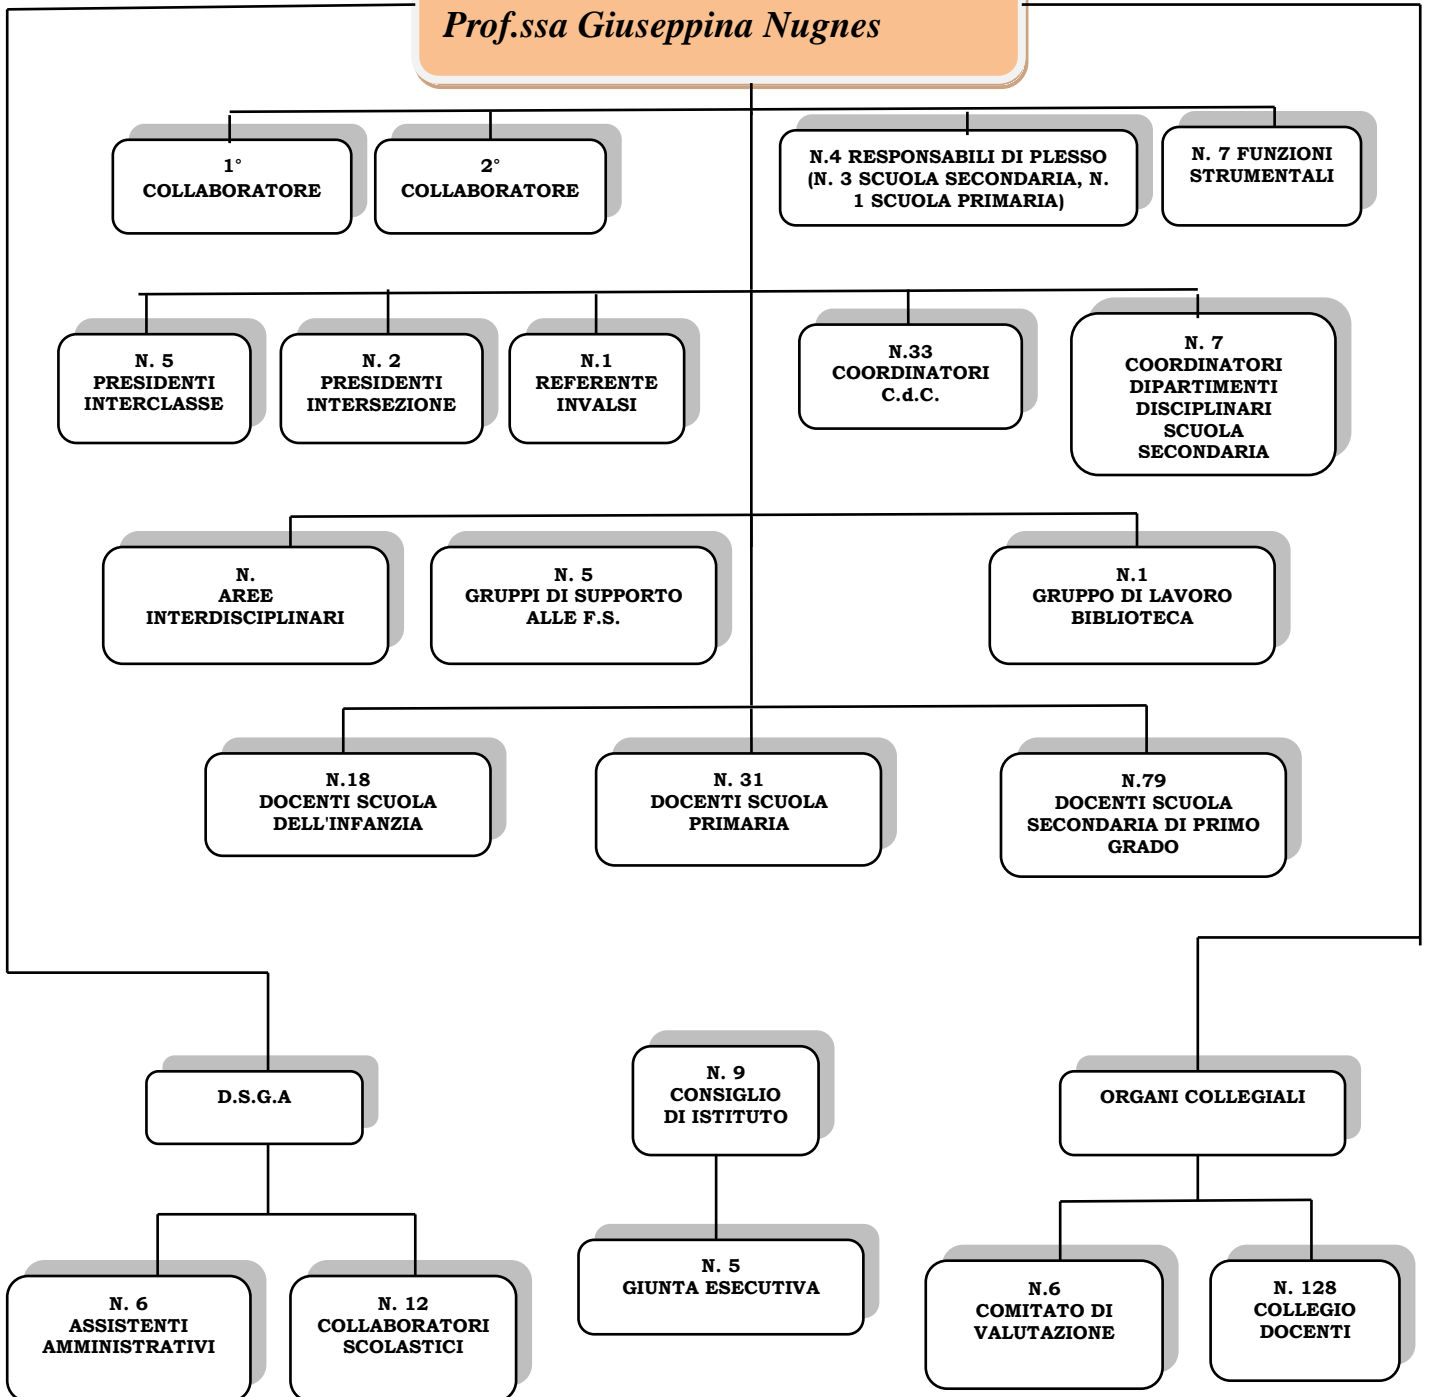 Prof.ssa Giuseppina Nugnes
1°
COLLABORATORE
2°
COLLABORATORE
N.4 RESPONSABILI DI PLESSO
(N. 3 SCUOLA SECONDARIA, N.
1 SCUOLA PRIMARIA)
N. 7 FUNZIONI
STRUMENTALI
N. 5
PRESIDENTI
INTERCLASSE
N. 2
PRESIDENTI
INTERSEZIONE
N.1
REFERENTE
INVALSI
N.33
COORDINATORI
C.d.C.
N. 7
COORDINATORI
DIPARTIMENTI
DISCIPLINARI
SCUOLA
SECONDARIA
N.
AREE
INTERDISCIPLINARI
N. 5
GRUPPI DI SUPPORTO
ALLE F.S.
N.1
GRUPPO DI LAVORO
BIBLIOTECA
N.18
DOCENTI SCUOLA
DELL'INFANZIA
N. 31
DOCENTI SCUOLA
PRIMARIA
N.79
DOCENTI SCUOLA
SECONDARIA DI PRIMO
GRADO
D.S.G.A
N. 9
CONSIGLIO
DI ISTITUTO
ORGANI COLLEGIALI
N. 6
ASSISTENTI
AMMINISTRATIVI
N. 12
COLLABORATORI
SCOLASTICI
N. 5
GIUNTA ESECUTIVA
N.6
COMITATO DI
VALUTAZIONE
N. 128
COLLEGIO
DOCENTI